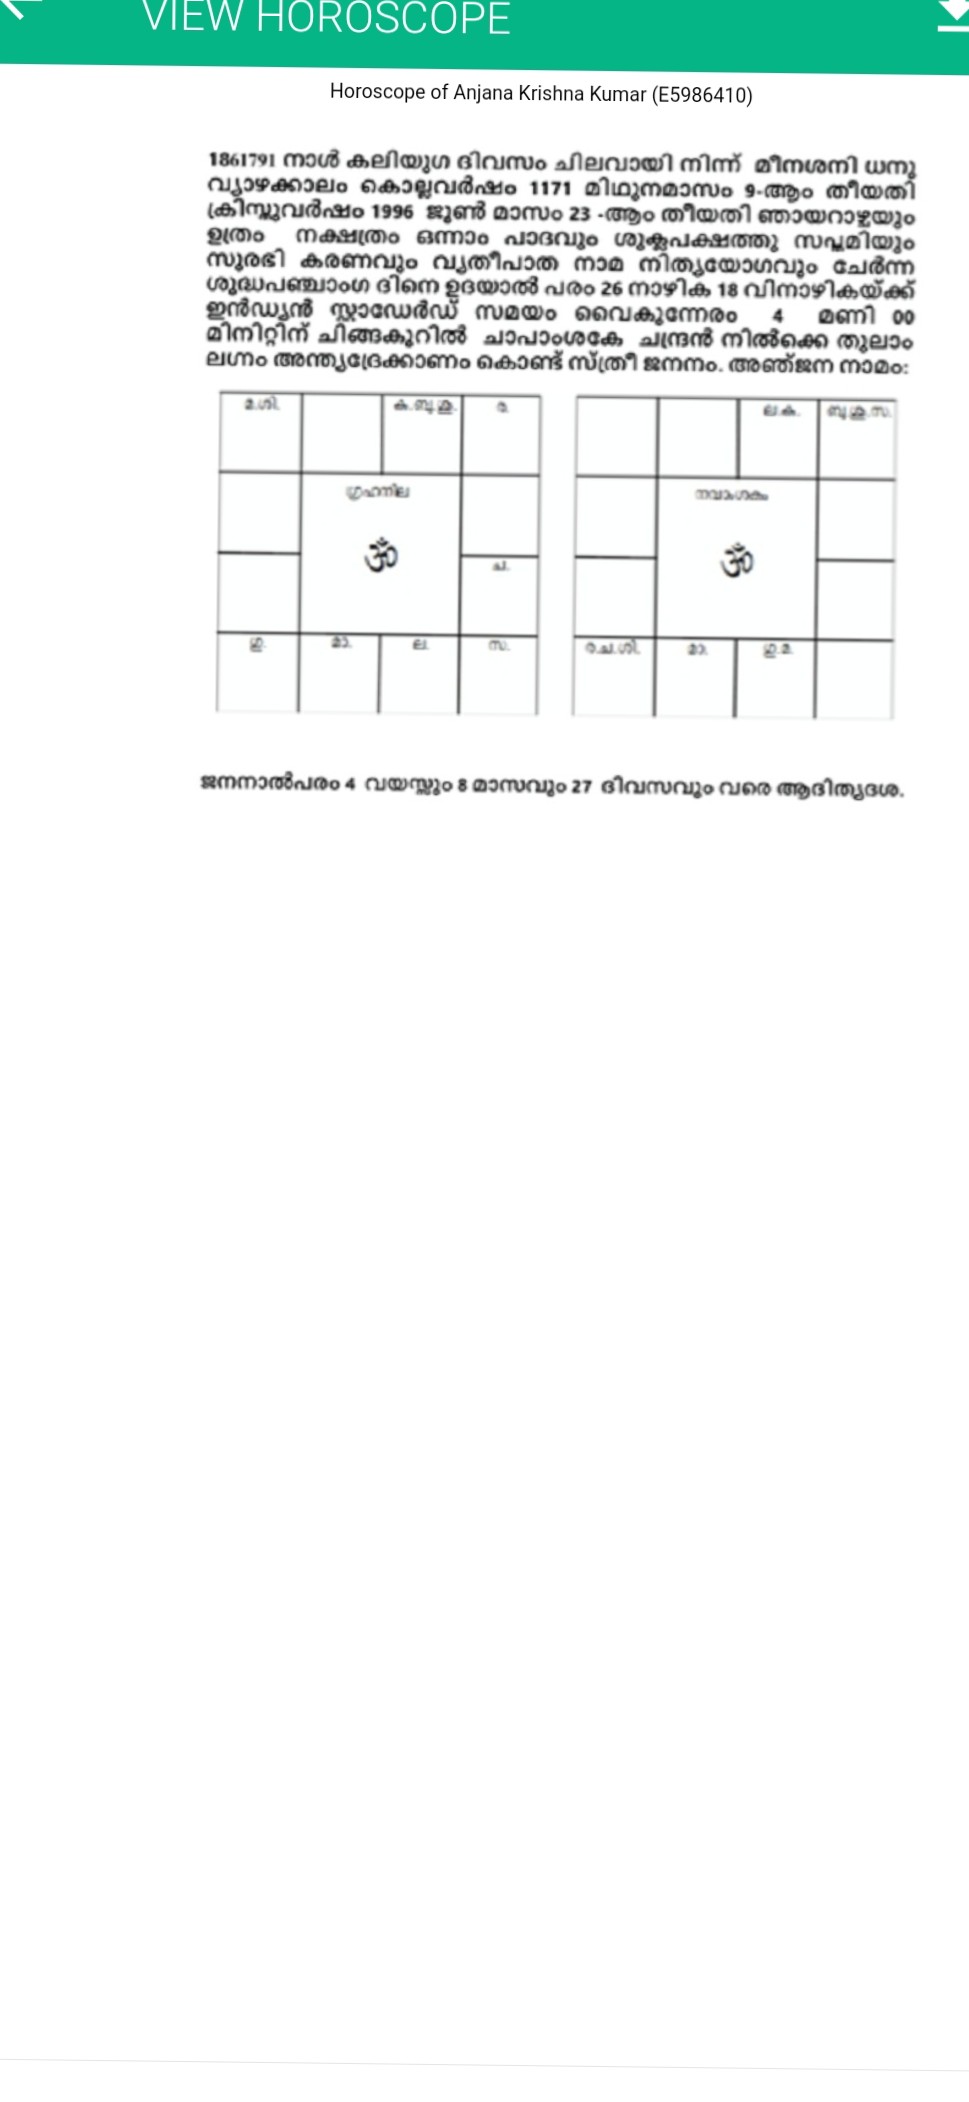 VIEW HOROSCOPE
Horoscope of Anjana Krishna Kumar (E5986410)
1861791 നാൾ കലിയുഗ ദിവസം ചിലവായി നിന്ന് മീനശനി ധനു
വ്യാഴക്കാലം കൊല്ലവർഷം 1171 മിഥുനമാസം 9-ആം തീയതി
ക്രിസ്തുവർഷം 1996 ജൂൺ മാസം 23 -ആം തീയതി ഞായറാഴ്ചയും
ഉത്രം നക്ഷത്രം ഒന്നാം പാദവും ശുക്ലപക്ഷത്തു സപ്തമിയും
സുരഭി കരണവും വ്യതീപാത നാമ നിത്യയോഗവും ചേർന്ന
ശുദ്ധപഞ്ചാംഗ ദിനെ ഉദയാൽ പരം 26 നാഴിക 18 വിനാഴികയ്ക്ക്
ഇൻഡ്യൻ സ്റ്റാഡേർഡ് സമയം വൈകുന്നേരം 4 മണി 00
മിനിറ്റിന് ചിങ്ങകൂറിൽ ചാപാംശകേ ചന്ദ്രൻ നിൽക്കെ തുലാം
ലഗ്നം അന്ത്യദ്രേക്കാണം കൊണ്ട് സ്ത്രീ ജനനം. അഞ്ജന നാമം:
മ.ശി. ക.ബു.ശു. ര.
ഗ്രഹനില
ॐ
ച.
ഗു. മാ. ല. സ.
ല.ക. ബു.ശു.സ.
നവാംശകം
ॐ
ര.ച.ശി. മാ. ഗു.മ.
ജനനാൽപരം 4 വയസ്സും 8 മാസവും 27 ദിവസവും വരെ ആദിത്യദശ.